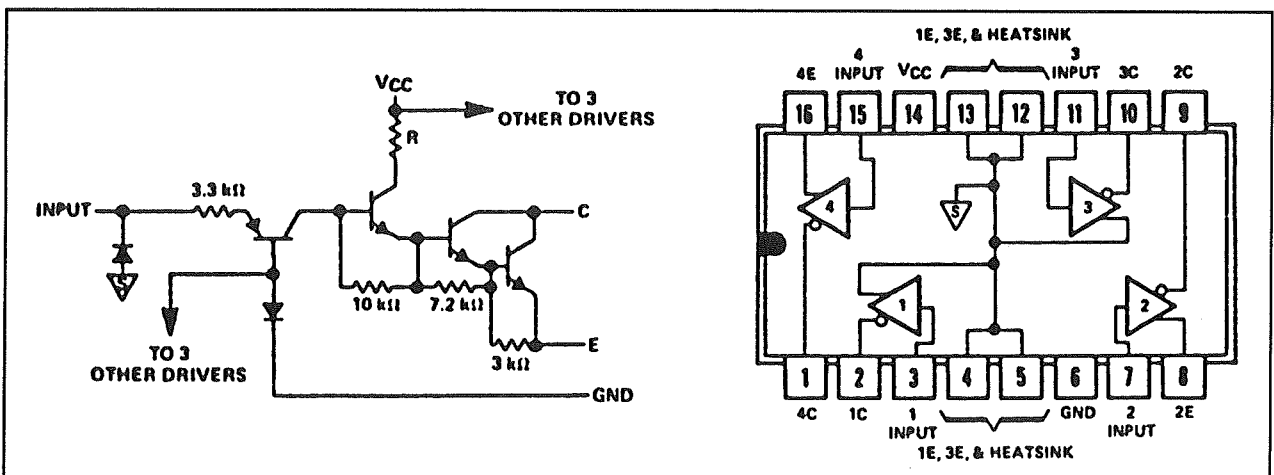 VCC
TO 3
OTHER DRIVERS
R
3.3 kΩ
INPUT
C
S
10 kΩ
7.2 kΩ
TO 3
OTHER DRIVERS
3 kΩ
E
GND
1E, 3E, & HEATSINK
4E
4
INPUT
VCC
3
INPUT
3C
2C
16 15 14 13 12 11 10 9
4
S
3
1
2
1 2 3 4 5 6 7 8
4C
1C
1
INPUT
GND
2
INPUT
2E
1E, 3E, & HEATSINK